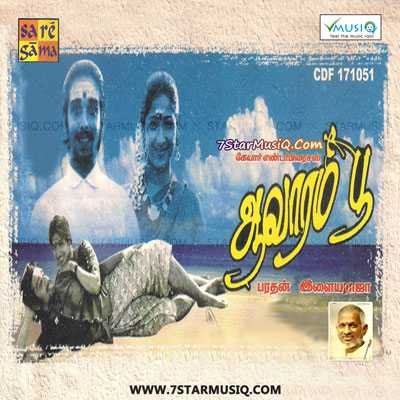 sa re
ga ma
VMUSIQ
feel the music rain
CDF 171051
7StarMusiQ.Com
கேயார் எண்டர்பிரைசஸ்
ஆவாரம் பூ
பரதன் இளையராஜா
WWW.7STARMUSIQ.COM